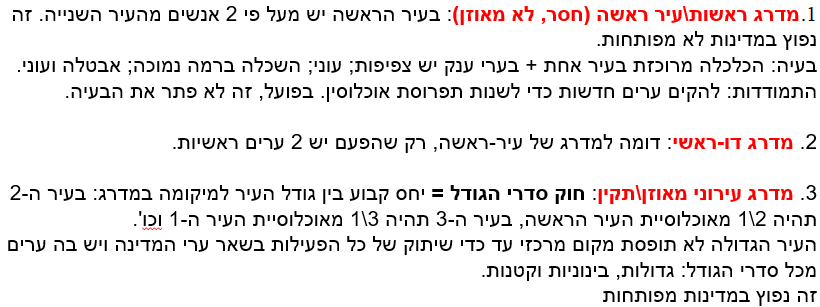 1.מדרג ראשות\עיר ראשה (חסר, לא מאוזן): בעיר הראשה יש מעל פי 2 אנשים מהעיר השנייה. זה
נפוץ במדינות לא מפותחות.
בעיה: הכלכלה מרוכזת בעיר אחת + בערי ענק יש צפיפות; עוני; השכלה ברמה נמוכה; אבטלה ועוני.
התמודדות: להקים ערים חדשות כדי לשנות תפרוסת אוכלוסין. בפועל, זה לא פתר את הבעיה.
2. מדרג דו-ראשי: דומה למדרג של עיר-ראשה, רק שהפעם יש 2 ערים ראשיות.
3. מדרג עירוני מאוזן\תקין: חוק סדרי הגודל = יחס קבוע בין גודל העיר למיקומה במדרג: בעיר ה-2
תהיה 1\2 מאוכלוסיית העיר הראשה, בעיר ה-3 תהיה 1\3 מאוכלוסיית העיר ה-1 וכו'.
העיר הגדולה לא תופסת מקום מרכזי עד כדי שיתוק של כל הפעילות בשאר ערי המדינה ויש בה ערים
מכל סדרי הגודל: גדולות, בינוניות וקטנות.
זה נפוץ במדינות מפותחות